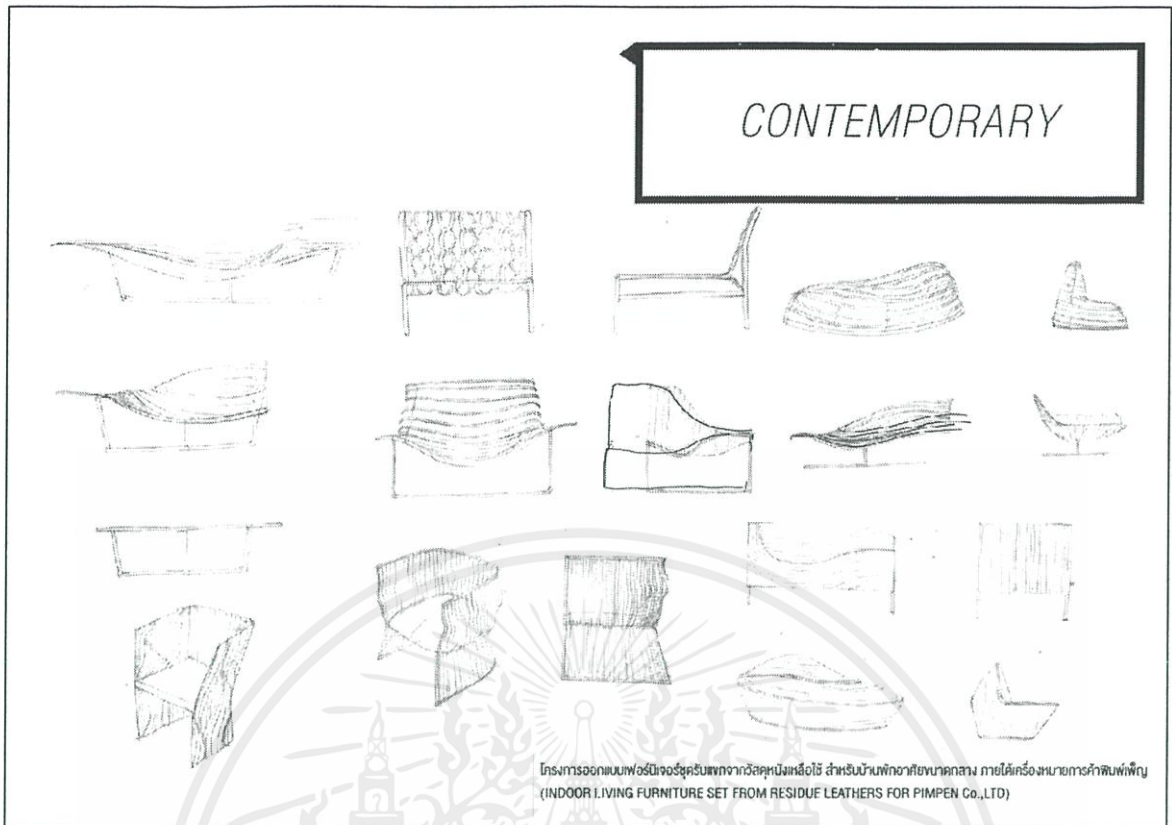 CONTEMPORARY
โครงการออกแบบเฟอร์นิเจอร์ชุดรับแขกจากวัสดุหนังเหลือใช้ สำหรับบ้านพักอาศัยขนาดกลาง ภายใต้เครื่องหมายการค้าพิมพ์เพ็ญ
(INDOOR LIVING FURNITURE SET FROM RESIDUE LEATHERS FOR PIMPEN Co.,LTD)